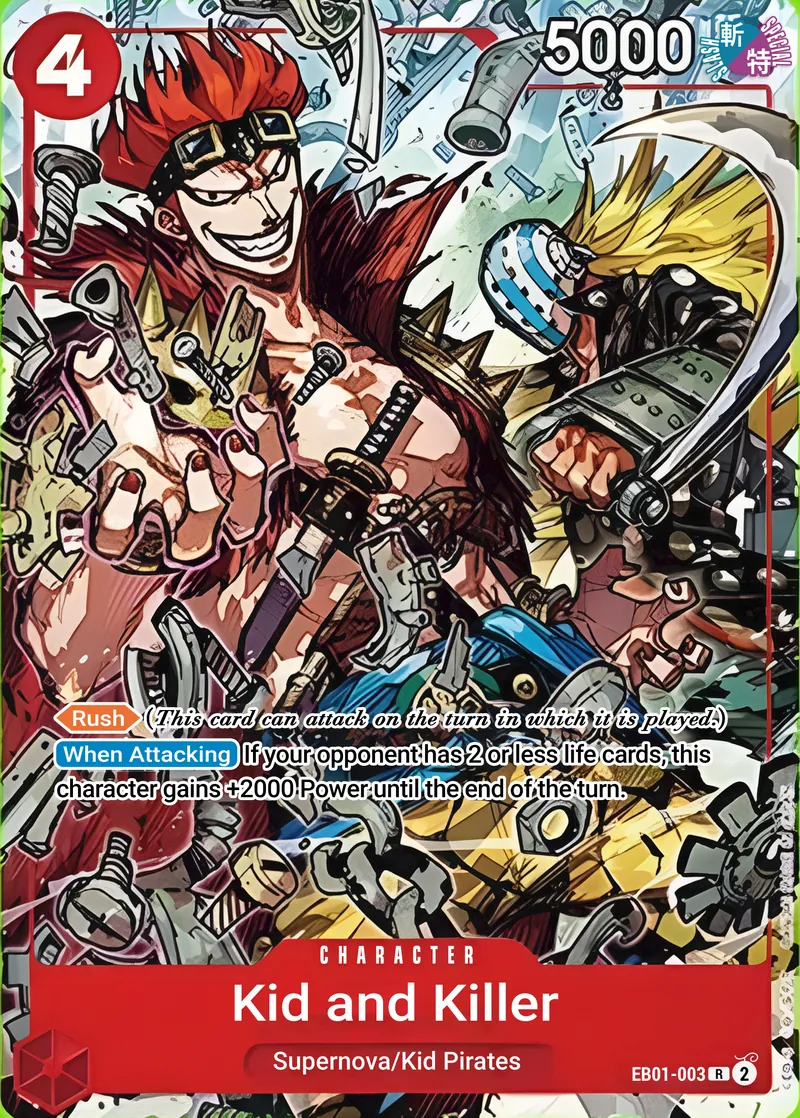 4
5000
斬
特
SLASH
SPECIAL
Rush (This card can attack on the turn in which it is played.)
When Attacking If your opponent has 2 or less life cards, this
character gains +2000 Power until the end of the turn.
CHARACTER
Kid and Killer
Supernova/Kid Pirates
EB01-003 R 2